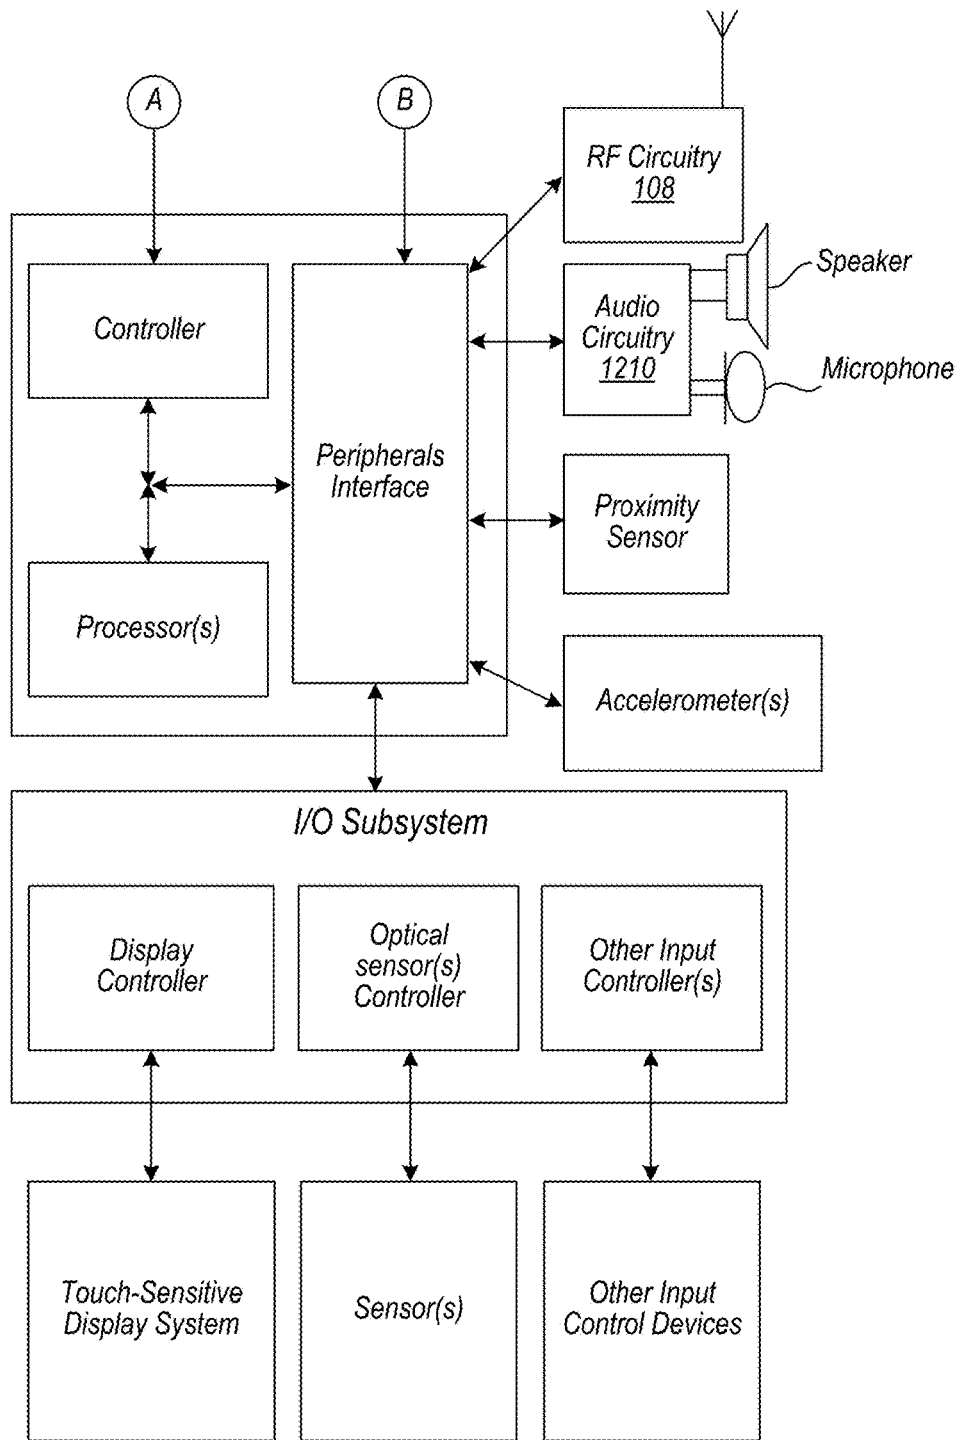 A
B
RF Circuitry
108
Speaker
Audio
Circuitry
1210
Microphone
Controller
Peripherals
Interface
Proximity
Sensor
Processor(s)
Accelerometer(s)
I/O Subsystem
Display
Controller
Optical
sensor(s)
Controller
Other Input
Controller(s)
Touch-Sensitive
Display System
Sensor(s)
Other Input
Control Devices